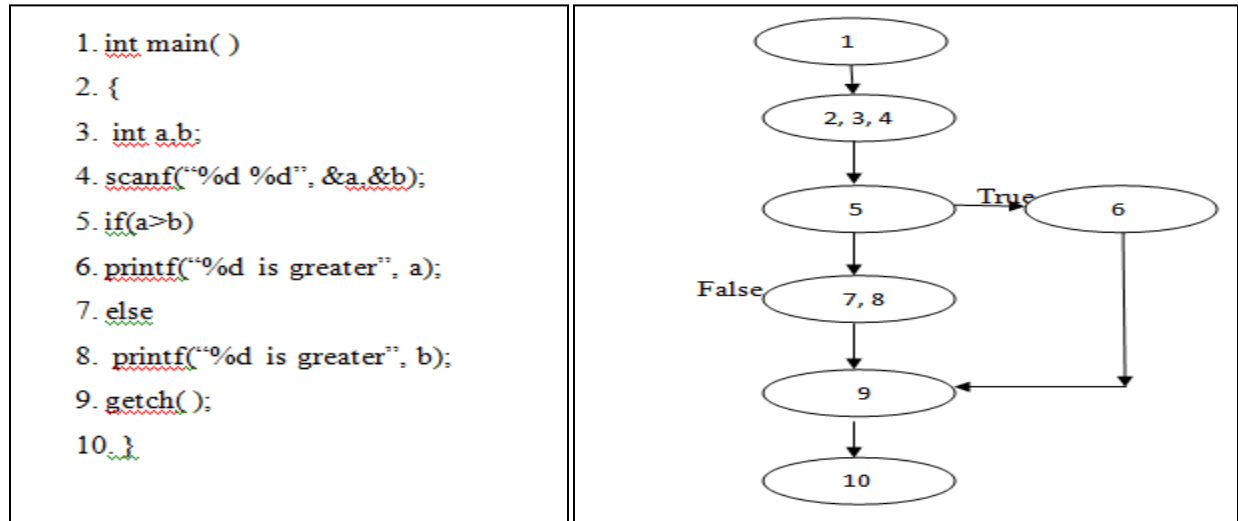 1. int main( )
2. {
3. int a,b;
4. scanf(“%d %d”, &a,&b);
5. if(a>b)
6. printf(“%d is greater”, a);
7. else
8. printf(“%d is greater”, b);
9. getch( );
10. }
1
2, 3, 4
5
True
6
False
7, 8
9
10